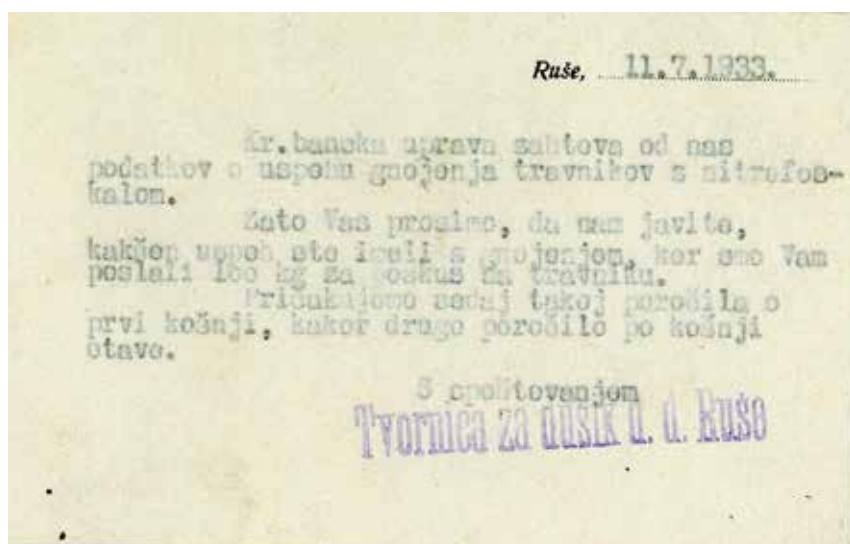 Ruše, 11.7.1933.
Kr.banska uprava zahteva od nas
podatkov o uspehu gnojenja travnikov s nitrofos-
kalom.
Zato Vas prosimo, da nam javite,
kakšen uspeh ste imeli s gnojenjem, ker smo Vam
poslali 100 kg za poskus na travniku.
Pričakujemo sedaj takoj poročila o
prvi košnji, kakor drugo poročilo po košnji
otave.
S spoštovanjem
Tvornica za dušik d. d. Ruše